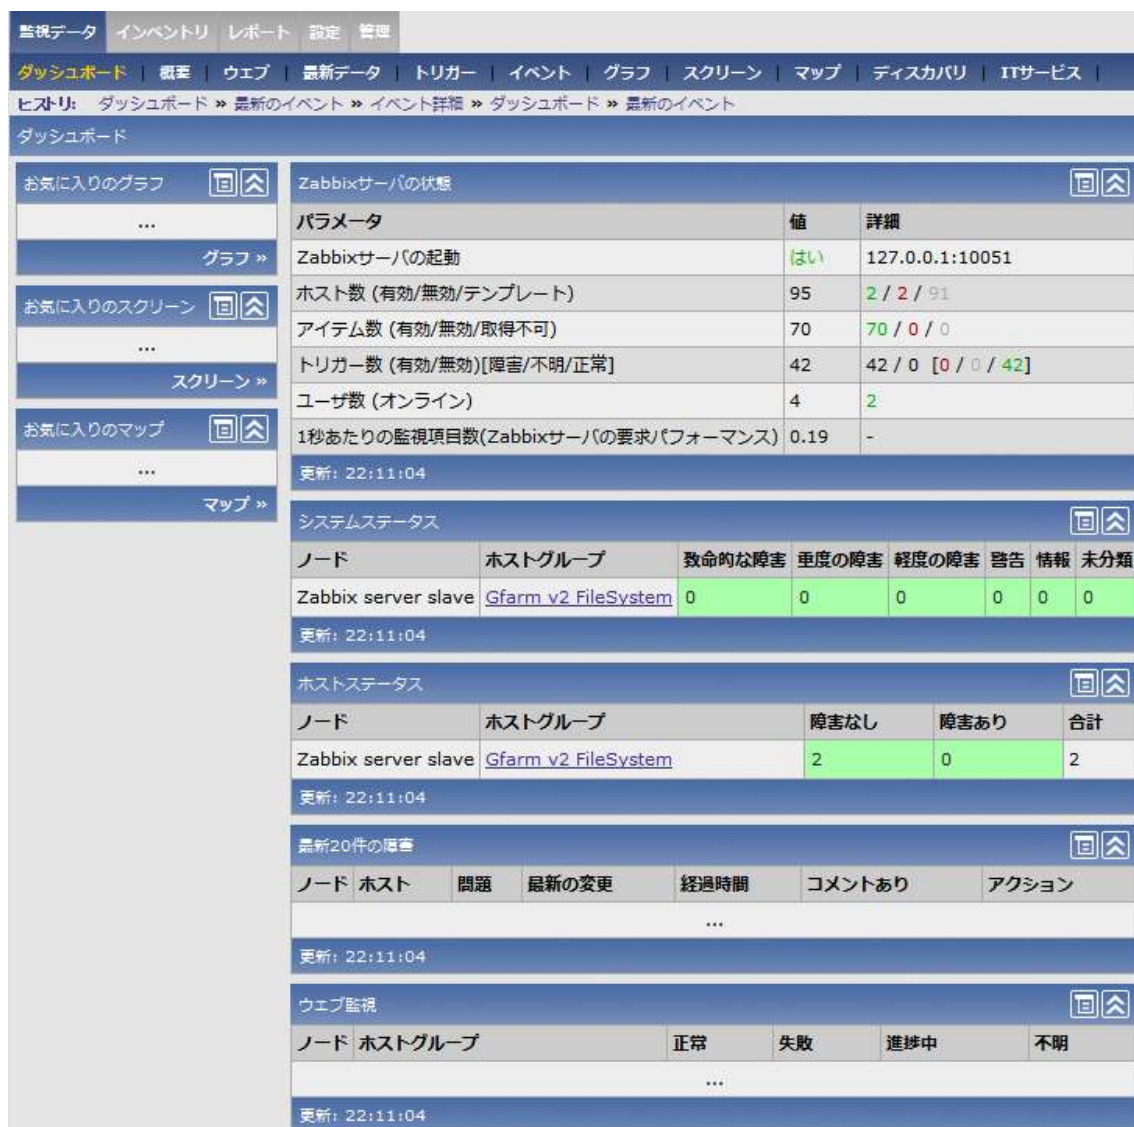 監視データ インベントリ レポート 設定 管理
ダッシュボード | 概要 | ウェブ | 最新データ | トリガー | イベント | グラフ | スクリーン | マップ | ディスカバリ | ITサービス |
ヒストリ: ダッシュボード » 最新のイベント » イベント詳細 » ダッシュボード » 最新のイベント
ダッシュボード
お気に入りのグラフ
...
グラフ »
お気に入りのスクリーン
...
スクリーン »
お気に入りのマップ
...
マップ »
Zabbixサーバの状態
パラメータ 値 詳細
Zabbixサーバの起動 はい 127.0.0.1:10051
ホスト数 (有効/無効/テンプレート) 95 2 / 2 / 91
アイテム数 (有効/無効/取得不可) 70 70 / 0 / 0
トリガー数 (有効/無効)[障害/不明/正常] 42 42 / 0 [0 / 0 / 42]
ユーザ数 (オンライン) 4 2
1秒あたりの監視項目数(Zabbixサーバの要求パフォーマンス) 0.19 -
更新: 22:11:04
システムステータス
ノード ホストグループ 致命的な障害 重度の障害 軽度の障害 警告 情報 未分類
Zabbix server slave Gfarm v2 FileSystem 0 0 0 0 0 0
更新: 22:11:04
ホストステータス
ノード ホストグループ 障害なし 障害あり 合計
Zabbix server slave Gfarm v2 FileSystem 2 0 2
更新: 22:11:04
最新20件の障害
ノード ホスト 問題 最新の変更 経過時間 コメントあり アクション
...
更新: 22:11:04
ウェブ監視
ノード ホストグループ 正常 失敗 進捗中 不明
...
更新: 22:11:04